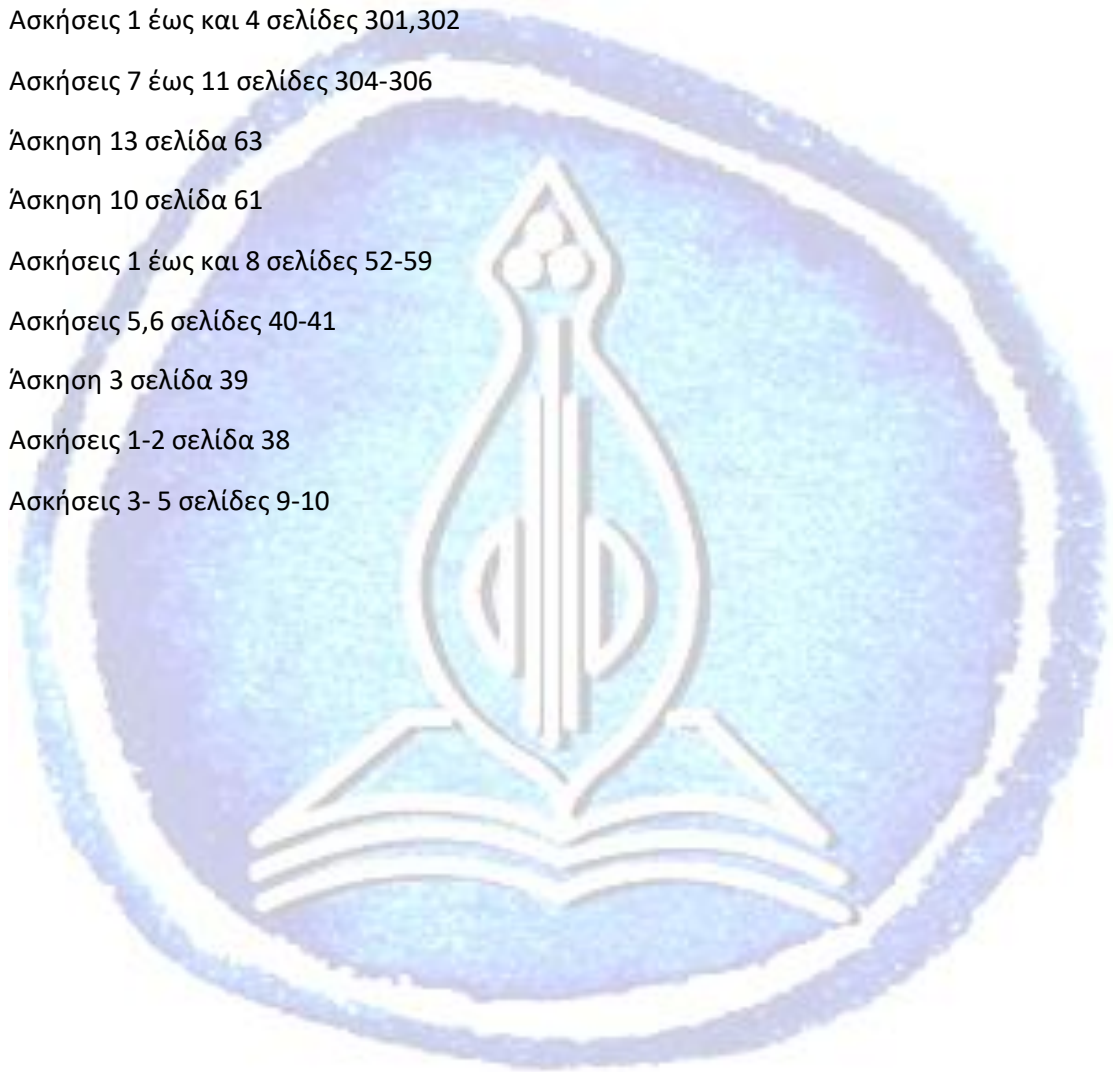 Ασκήσεις 1 έως και 4 σελίδες 301,302
Ασκήσεις 7 έως 11 σελίδες 304-306
Άσκηση 13 σελίδα 63
Άσκηση 10 σελίδα 61
Ασκήσεις 1 έως και 8 σελίδες 52-59
Ασκήσεις 5,6 σελίδες 40-41
Άσκηση 3 σελίδα 39
Ασκήσεις 1-2 σελίδα 38
Ασκήσεις 3- 5 σελίδες 9-10